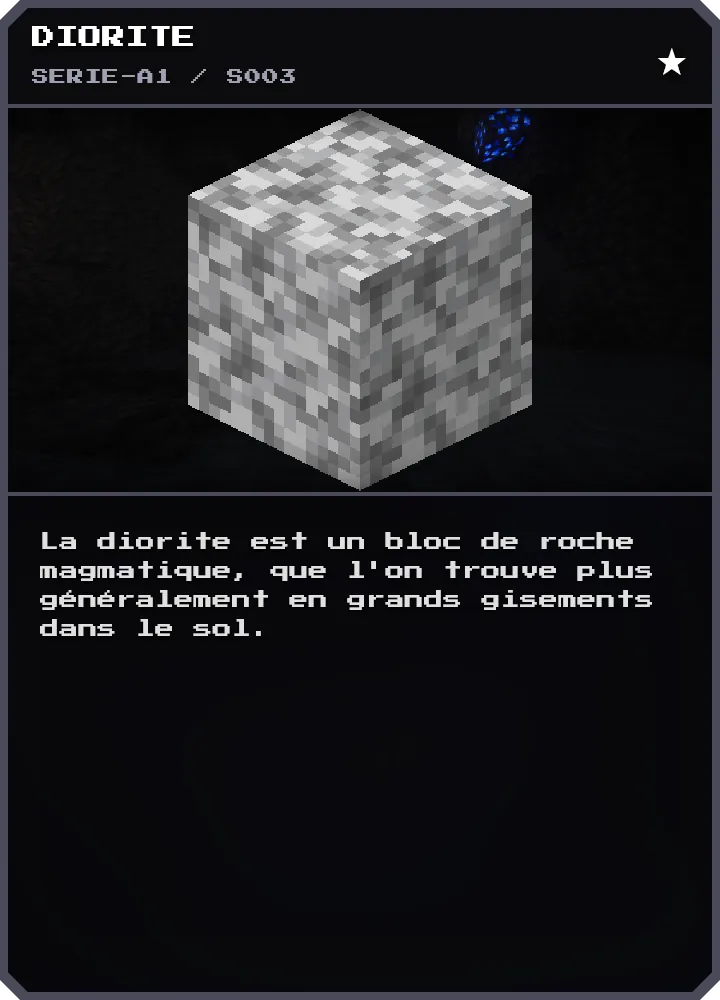 DIORITE
SERIE-A1 / S003
La diorite est un bloc de roche
magmatique, que l'on trouve plus
généralement en grands gisements
dans le sol.